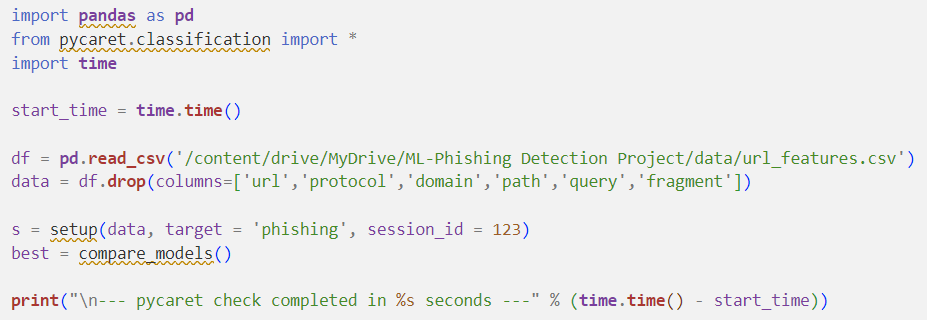 import pandas as pd
from pycaret.classification import *
import time
start_time = time.time()
df = pd.read_csv('/content/drive/MyDrive/ML-Phishing Detection Project/data/url_features.csv')
data = df.drop(columns=['url','protocol','domain','path','query','fragment'])
s = setup(data, target = 'phishing', session_id = 123)
best = compare_models()
print("\n--- pycaret check completed in %s seconds ---" % (time.time() - start_time))